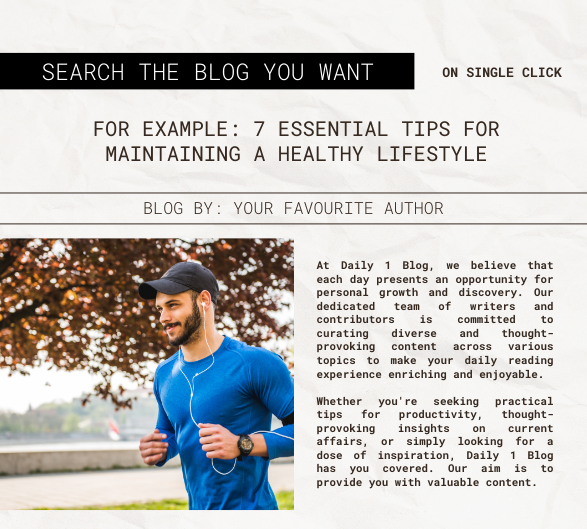 SEARCH THE BLOG YOU WANT
ON SINGLE CLICK
FOR EXAMPLE: 7 ESSENTIAL TIPS FOR
MAINTAINING A HEALTHY LIFESTYLE
BLOG BY: YOUR FAVOURITE AUTHOR
At Daily 1 Blog, we believe that
each day presents an opportunity for
personal growth and discovery. Our
dedicated team of writers and
contributors is committed to
curating diverse and thought-
provoking content across various
topics to make your daily reading
experience enriching and enjoyable.
Whether you're seeking practical
tips for productivity, thought-
provoking insights on current
affairs, or simply looking for a
dose of inspiration, Daily 1 Blog
has you covered. Our aim is to
provide you with valuable content.